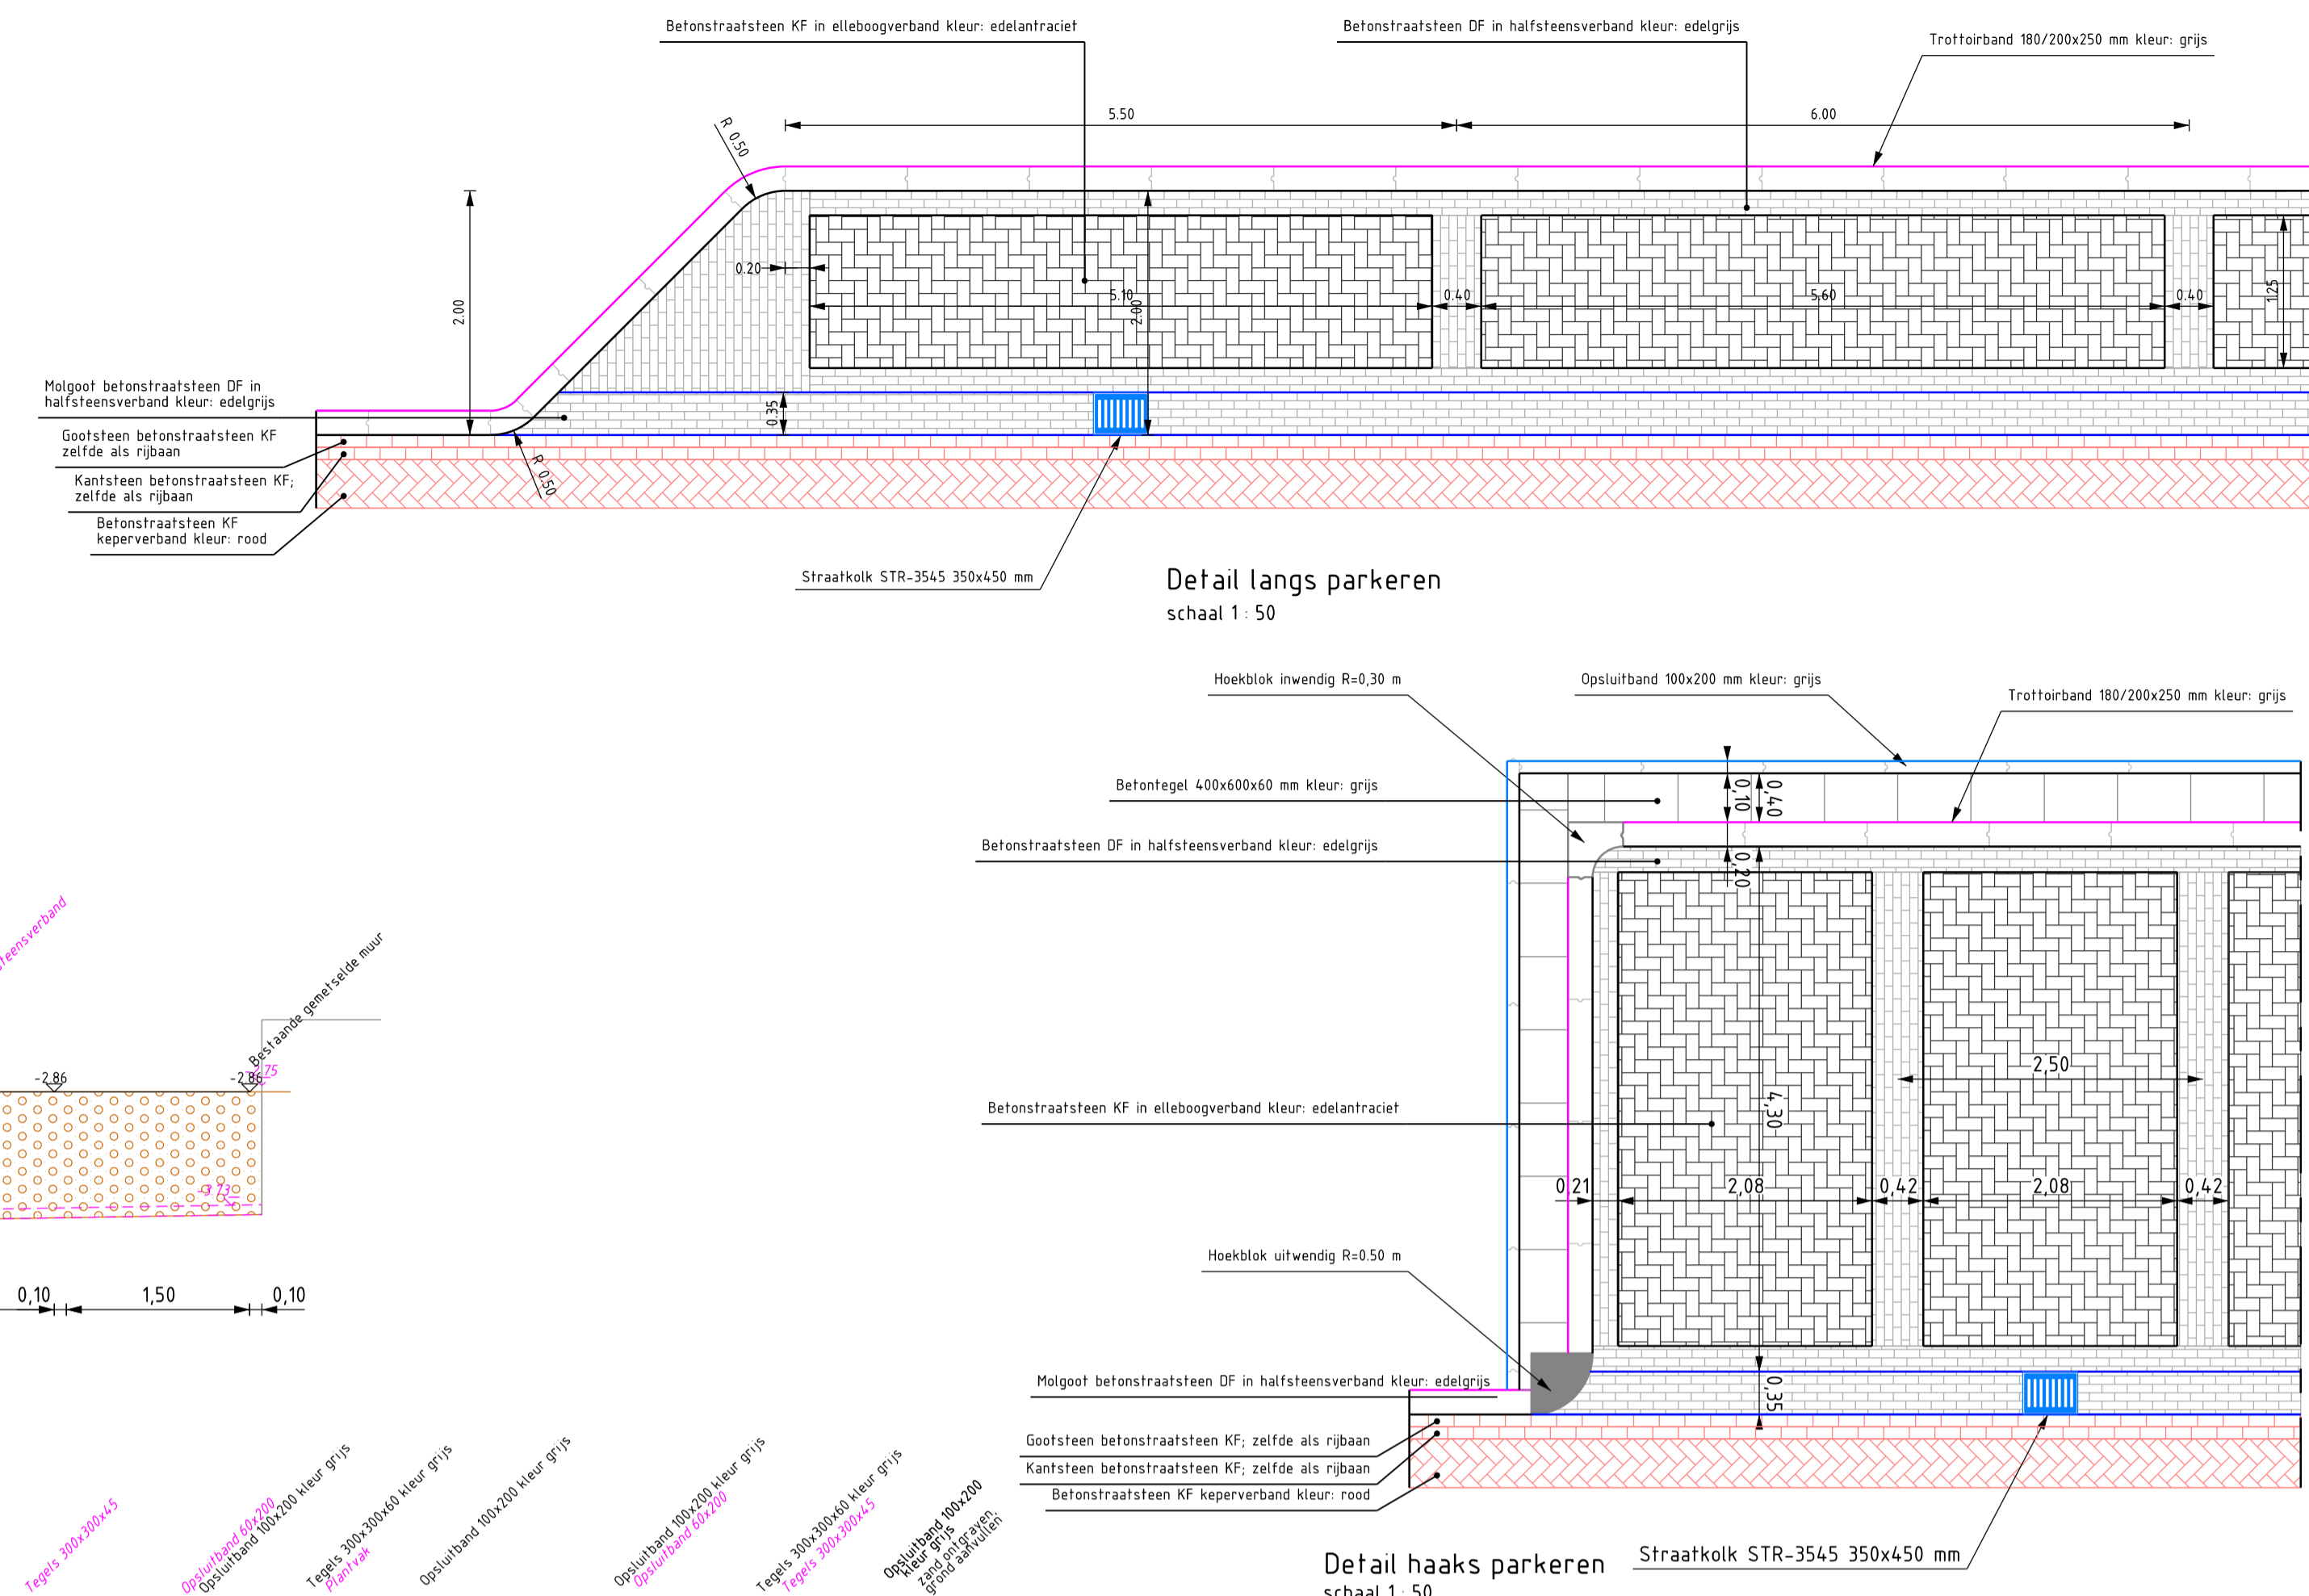 Betonstraatsteen KF in elleboogverband kleur: edelantraciet
Betonstraatsteen DF in halfsteensverband kleur: edelgrijs
Trottoirband 180/200x250 mm kleur: grijs
5.50
6.00
R 0.50
0.20
2.00
5.10
2.00
0.40
5.60
0.40
1.25
Molgoot betonstraatsteen DF in
halfsteensverband kleur: edelgrijs
0.35
Gootsteen betonstraatsteen KF
zelfde als rijbaan
R 0.50
Kantsteen betonstraatsteen KF;
zelfde als rijbaan
Betonstraatsteen KF
keperverband kleur: rood
Straatkolk STR-3545 350x450 mm
Detail langs parkeren
schaal 1 : 50
Hoekblok inwendig R=0,30 m
Opsluitband 100x200 mm kleur: grijs
Trottoirband 180/200x250 mm kleur: grijs
Betontegel 400x600x60 mm kleur: grijs
0,10
0,40
Betonstraatsteen DF in halfsteensverband kleur: edelgrijs
0,20
2,50
Betonstraatsteen KF in elleboogverband kleur: edelantraciet
4,30
0,21
2,08
0,42
2,08
0,42
Hoekblok uitwendig R=0.50 m
Molgoot betonstraatsteen DF in halfsteensverband kleur: edelgrijs
0,35
Gootsteen betonstraatsteen KF; zelfde als rijbaan
Kantsteen betonstraatsteen KF; zelfde als rijbaan
Betonstraatsteen KF keperverband kleur: rood
Straatkolk STR-3545 350x450 mm
Detail haaks parkeren
schaal 1 : 50
teensverband
Bestaande gemetselde muur
-2.86
-2.86
-2.75
-3.73
0,10
1,50
0,10
Tegels 300x300x45
Opsluitband 60x200
Opsluitband 100x200 kleur grijs
Tegels 300x300x60 kleur grijs
Plantvak
Opsluitband 100x200 kleur grijs
Opsluitband 100x200 kleur grijs
Opsluitband 60x200
Tegels 300x300x60 kleur grijs
Tegels 300x300x45
Opsluitband 100x200
kleur grijs
zand ontgraven,
grond aanvullen